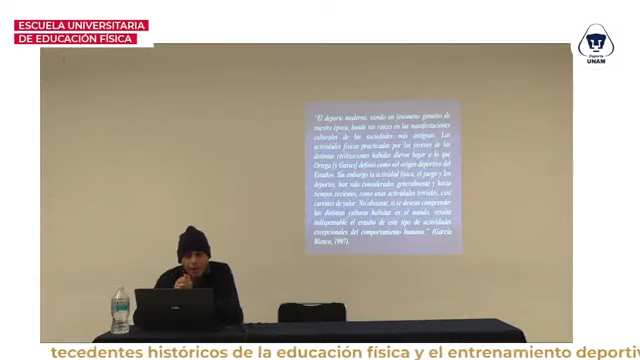 ESCUELA UNIVERSITARIA
DE EDUCACIÓN FÍSICA
Deporte
UNAM
"El deporte moderno, siendo un fenómeno genuino de
nuestra época, hunde sus raíces en las manifestaciones
culturales de las sociedades más antiguas. Las
actividades físicas practicadas por los jóvenes de las
distintas civilizaciones habidas dieron lugar a lo que
Ortega [y Gasset] definió como «el origen deportivo del
Estado». Sin embargo la actividad física, el juego y los
deportes, han sido considerados generalmente y hasta
tiempos recientes, como unas actividades triviales, casi
carentes de valor. No obstante, si se desean comprender
las distintas culturas habidas en el mundo, resulta
indispensable el estudio de este tipo de actividades
excepcionales del comportamiento humano." (García
Blanco, 1997).
tecedentes históricos de la educación física y el entrenamiento deportiv